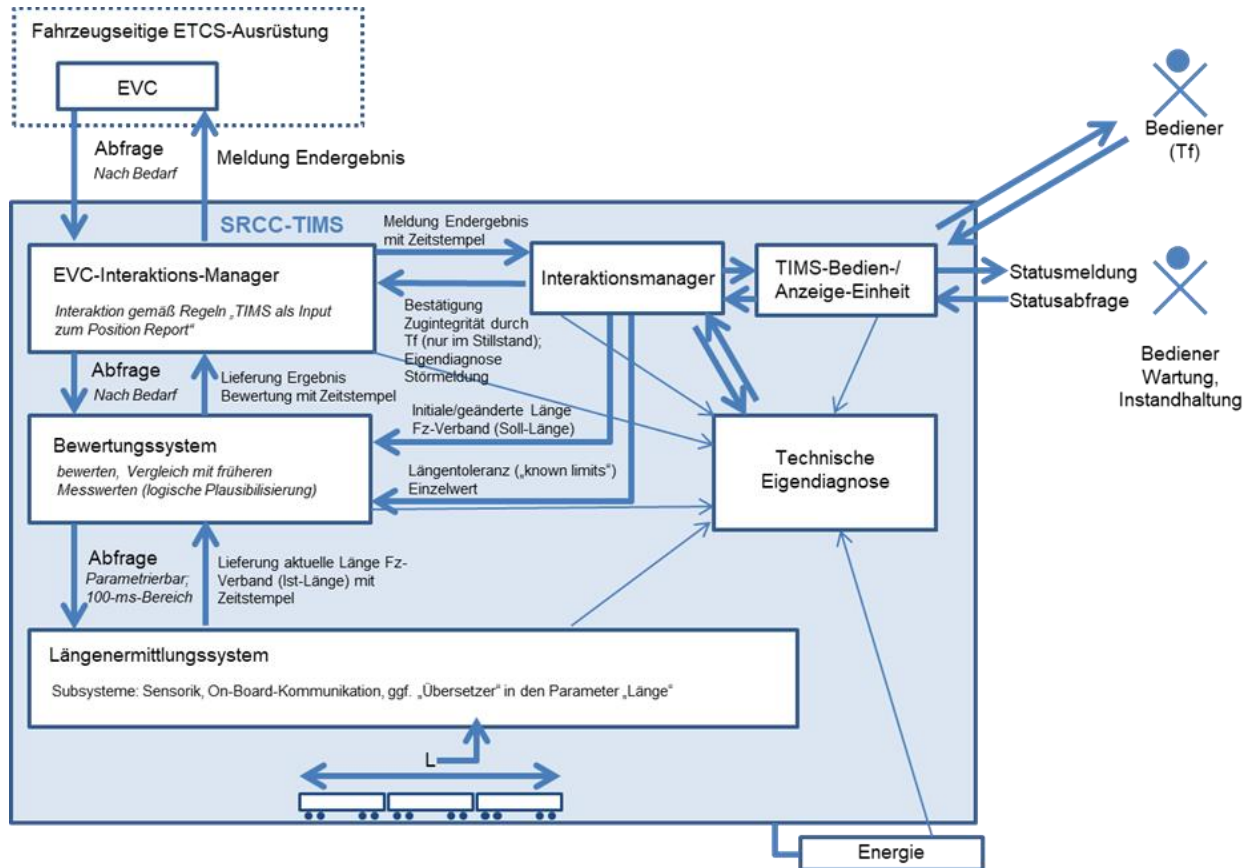 Fahrzeugseitige ETCS-Ausrüstung
EVC
Abfrage
Nach Bedarf
Meldung Endergebnis
Bediener
(Tf)
SRCC-TIMS
Meldung Endergebnis
mit Zeitstempel
EVC-Interaktions-Manager
Interaktion gemäß Regeln „TIMS als Input
zum Position Report“
Interaktionsmanager
TIMS-Bedien-/
Anzeige-Einheit
Statusmeldung
Statusabfrage
Bediener
Wartung,
Instandhaltung
Bestätigung
Zugintegrität durch
Tf (nur im Stillstand);
Eigendiagnose
Störmeldung
Abfrage
Nach Bedarf
Lieferung Ergebnis
Bewertung mit Zeitstempel
Initiale/geänderte Länge
Fz-Verband (Soll-Länge)
Bewertungssystem
bewerten, Vergleich mit früheren
Messwerten (logische Plausibilisierung)
Längentoleranz („known limits“)
Einzelwert
Technische
Eigendiagnose
Abfrage
Parametrierbar;
100-ms-Bereich
Lieferung aktuelle Länge Fz-
Verband (Ist-Länge) mit
Zeitstempel
Längenermittlungssystem
Subsysteme: Sensorik, On-Board-Kommunikation, ggf. „Übersetzer“ in den Parameter „Länge“
L
Energie